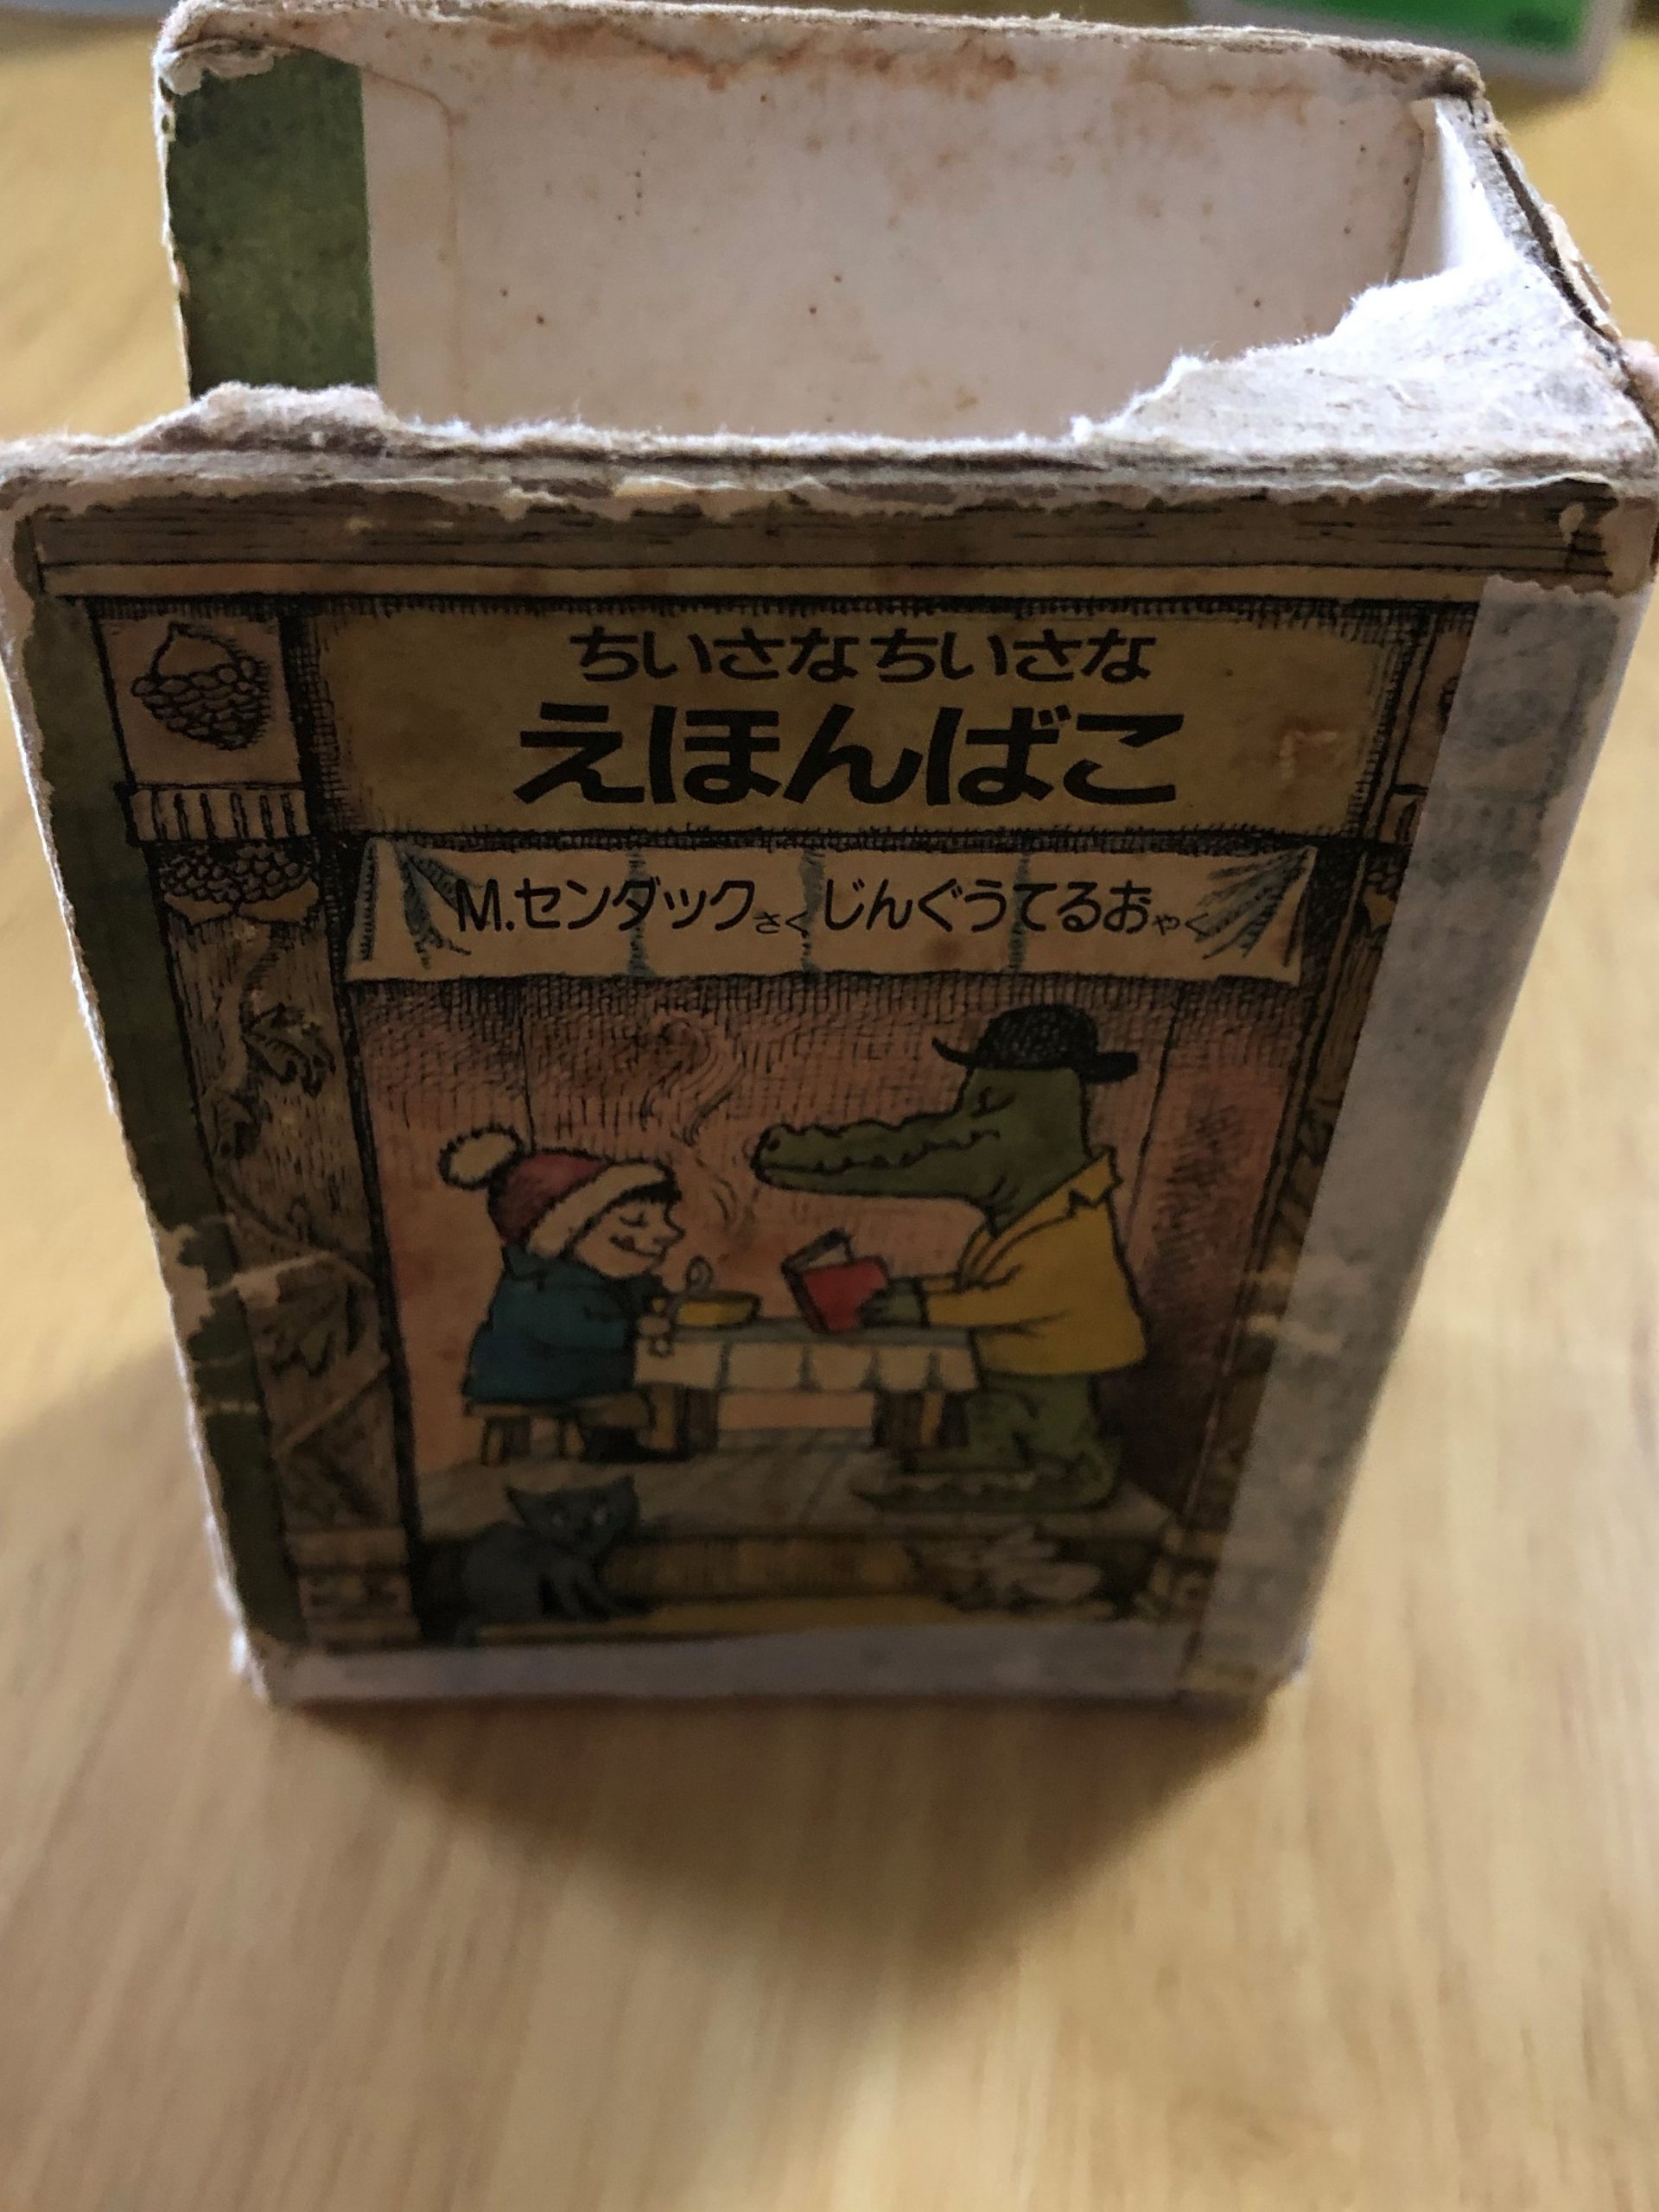 ちいさなちいさな
えほんばこ
M.センダックさく じんぐうてるおやく